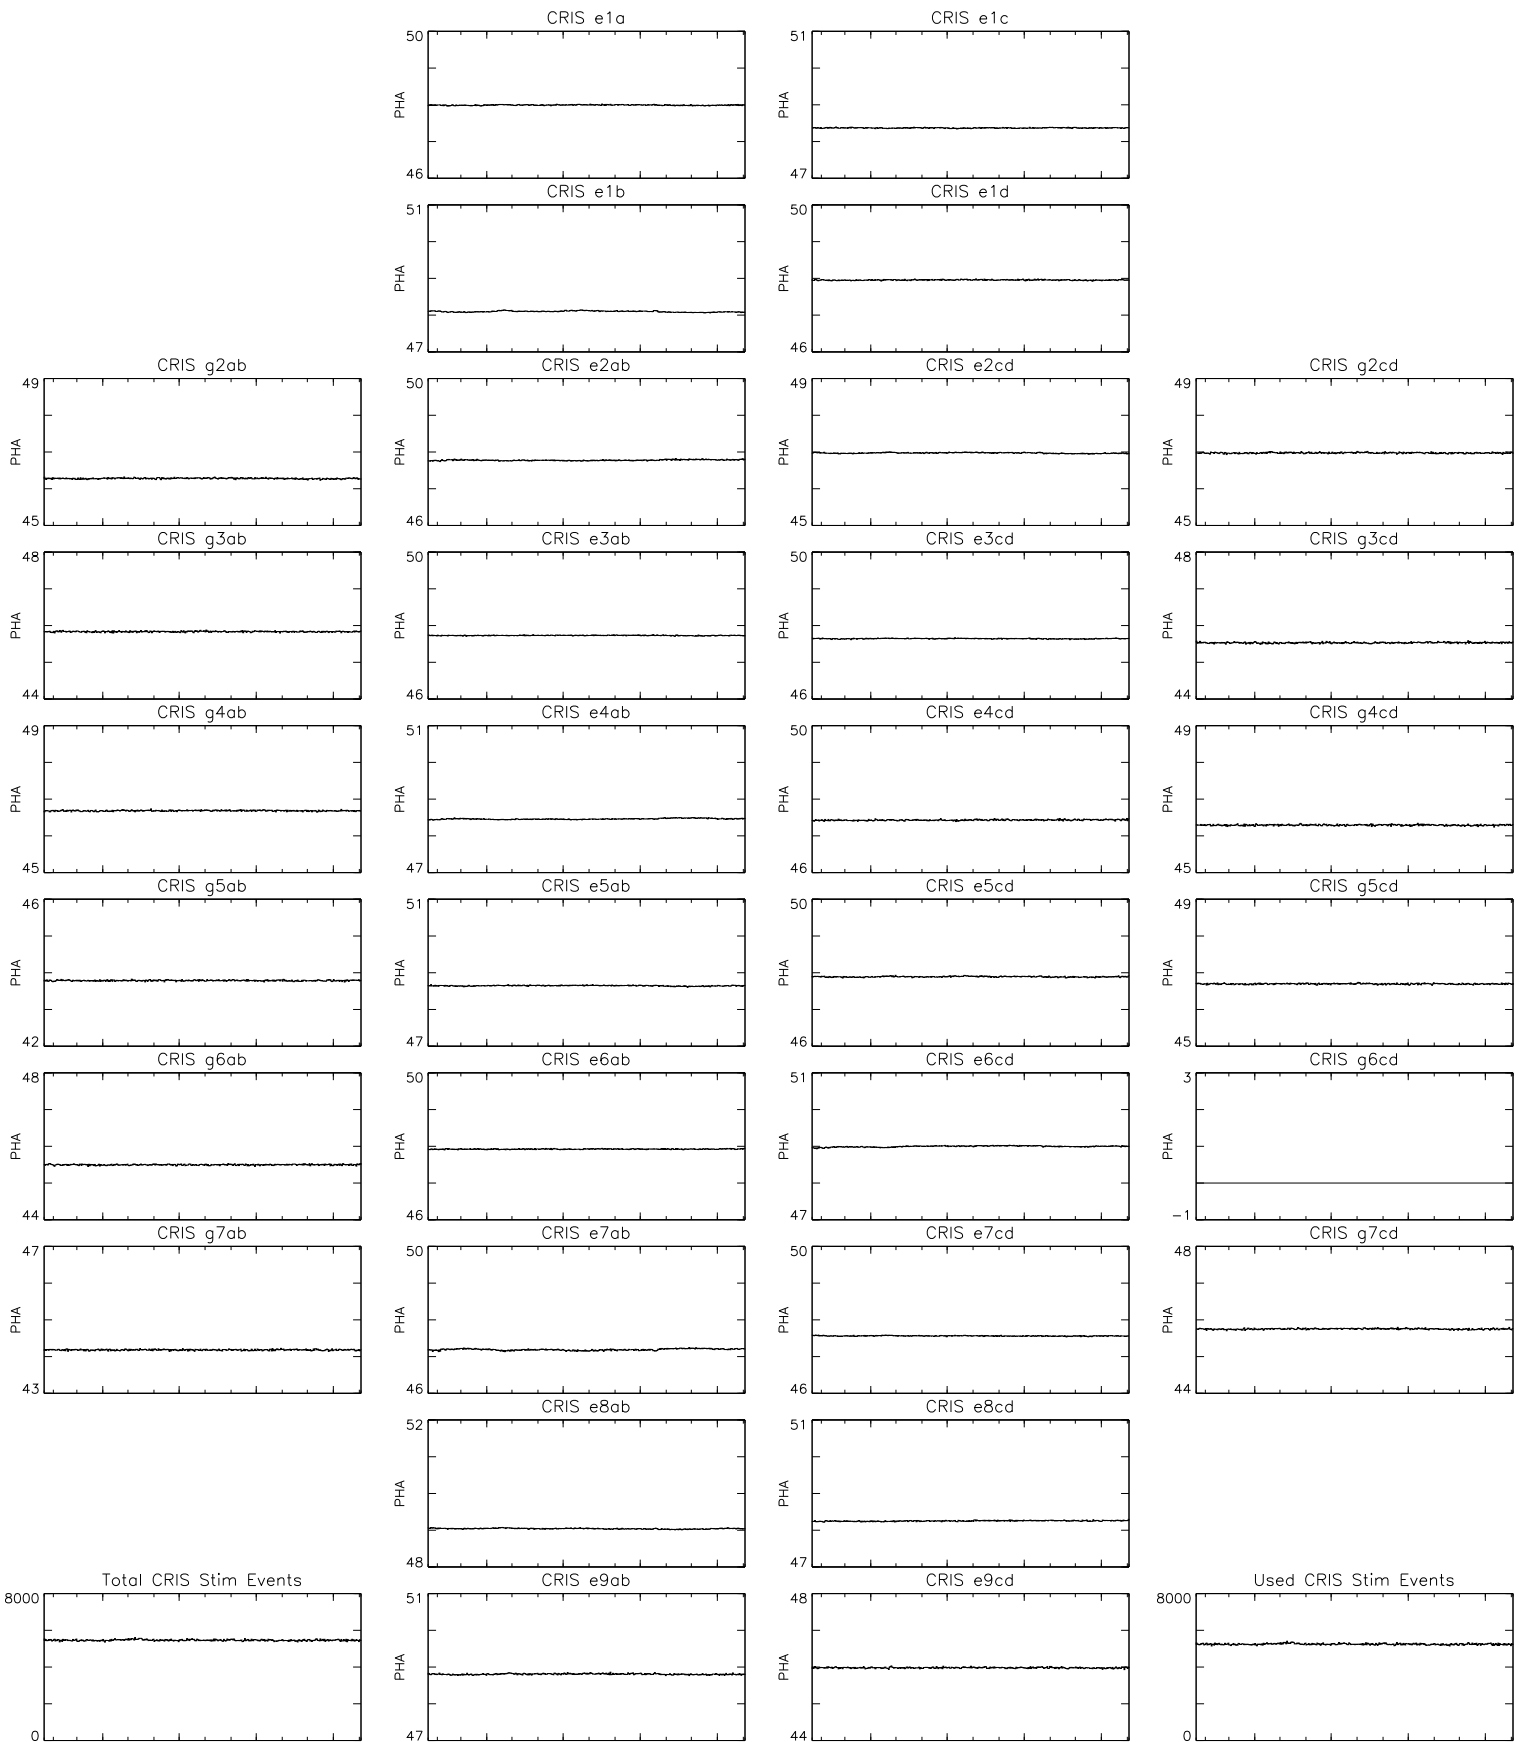 CRIS e1a
50
PHA
46
CRIS e1c
51
PHA
47
CRIS e1b
51
PHA
47
CRIS e1d
50
PHA
46
CRIS g2ab
49
PHA
45
CRIS e2ab
50
PHA
46
CRIS e2cd
49
PHA
45
CRIS g2cd
49
PHA
45
CRIS g3ab
48
PHA
44
CRIS e3ab
50
PHA
46
CRIS e3cd
50
PHA
46
CRIS g3cd
48
PHA
44
CRIS g4ab
49
PHA
45
CRIS e4ab
51
PHA
47
CRIS e4cd
50
PHA
46
CRIS g4cd
49
PHA
45
CRIS g5ab
46
PHA
42
CRIS e5ab
51
PHA
47
CRIS e5cd
50
PHA
46
CRIS g5cd
49
PHA
45
CRIS g6ab
48
PHA
44
CRIS e6ab
50
PHA
46
CRIS e6cd
51
PHA
47
CRIS g6cd
3
PHA
-1
CRIS g7ab
47
PHA
43
CRIS e7ab
50
PHA
46
CRIS e7cd
50
PHA
46
CRIS g7cd
48
PHA
44
CRIS e8ab
52
PHA
48
CRIS e8cd
51
PHA
47
Total CRIS Stim Events
8000
0
CRIS e9ab
51
PHA
47
CRIS e9cd
48
PHA
44
Used CRIS Stim Events
8000
0